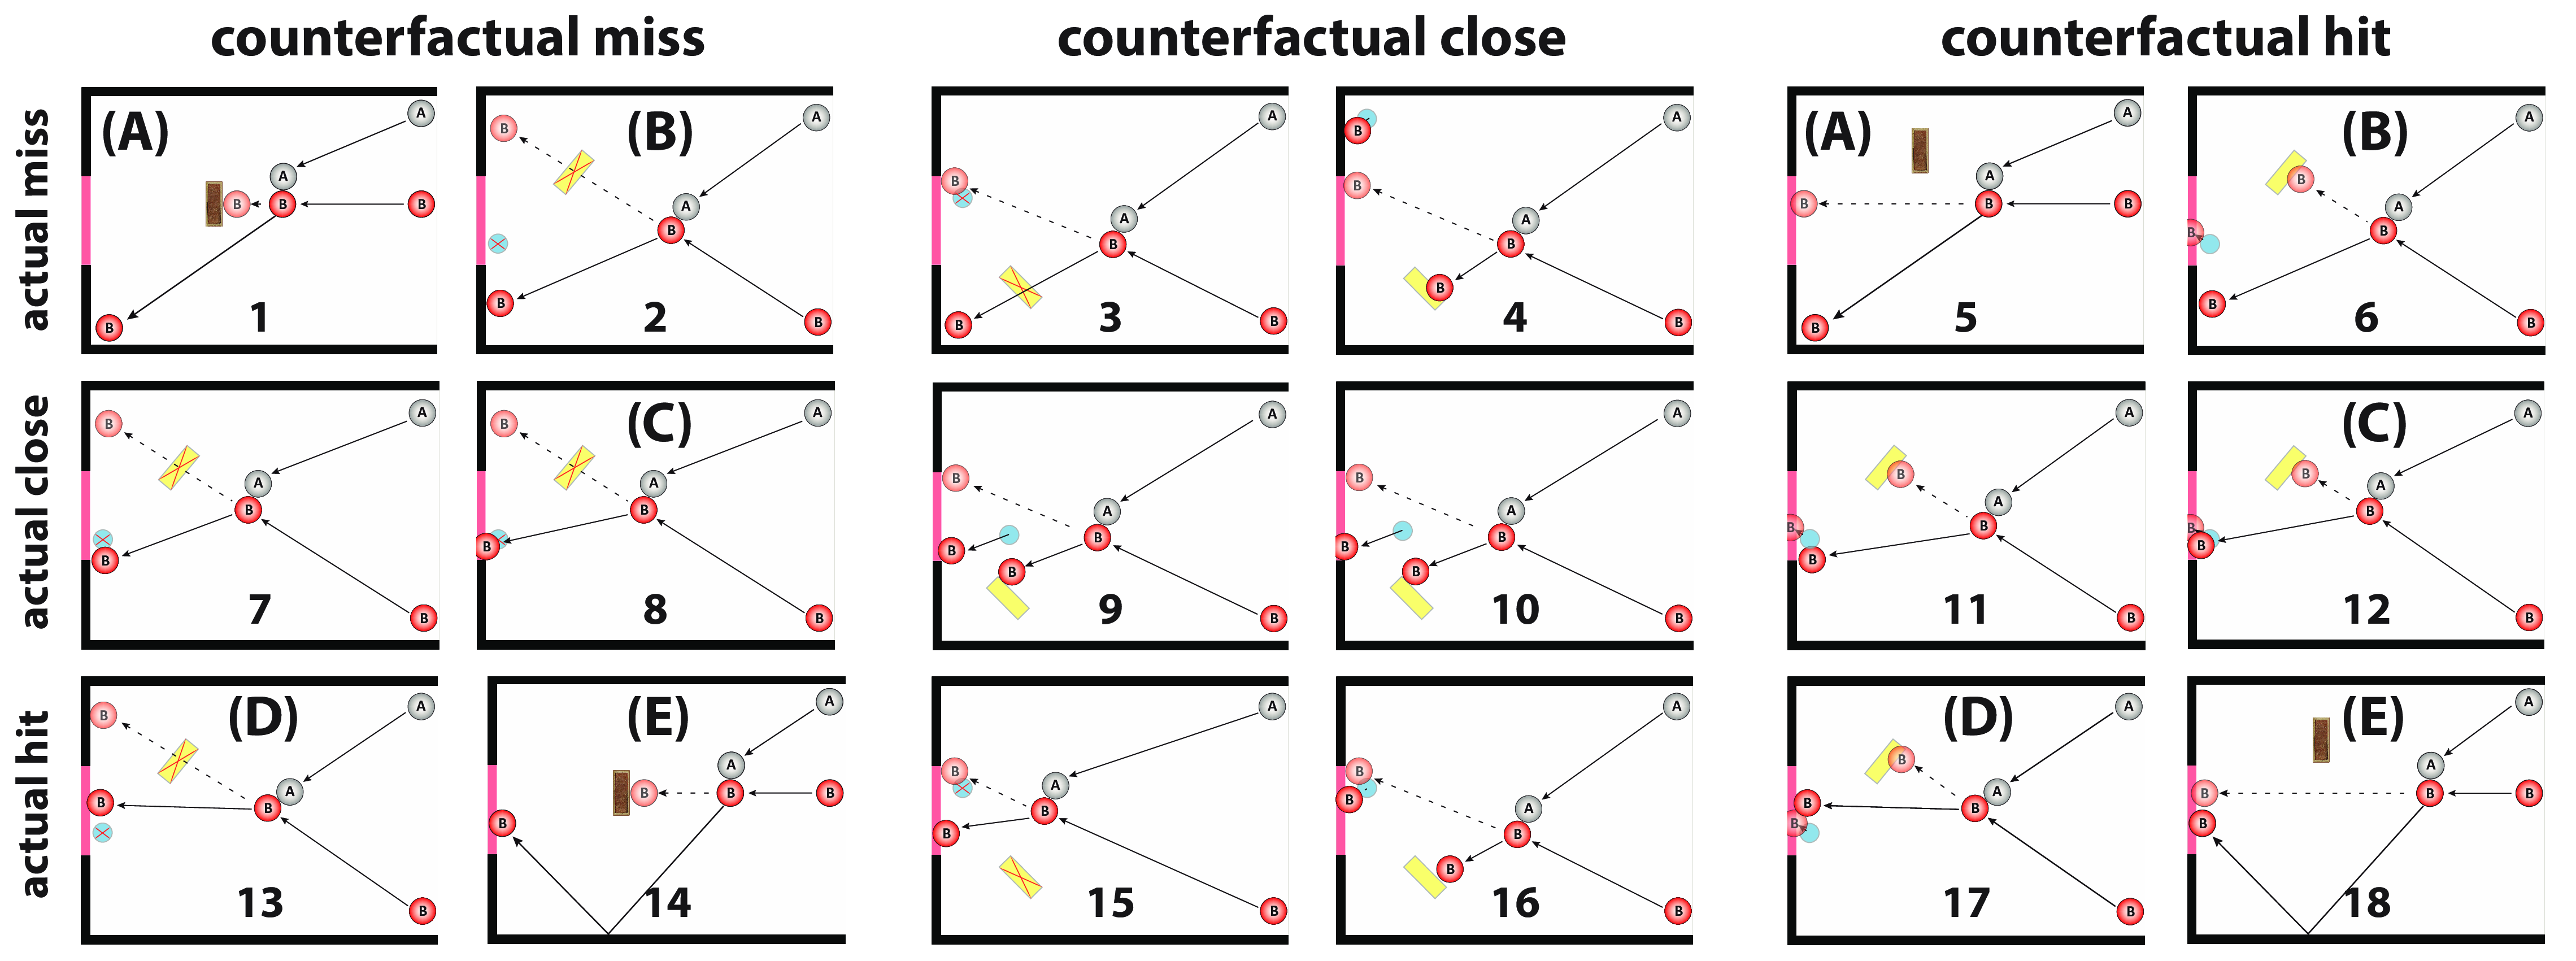 counterfactual miss
counterfactual close
counterfactual hit
actual miss
(A) A A B B B B 1
(B) A B A B B B 2
A B A B B B 3
A B B A B B B 4
(A) A A B B B B 5
(B) A B A B B B B 6
actual close
A B A B B B 7
(C) A B A B B B 8
A B A B B B B 9
A B A B B B B 10
A B A B B B B 11
(C) A B A B B B B 12
actual hit
(D) A B A B B B 13
(E) A A B B B B 14
A B A B B B 15
A B B A B B B 16
(D) A B A B B B B 17
(E) A A B B B B 18